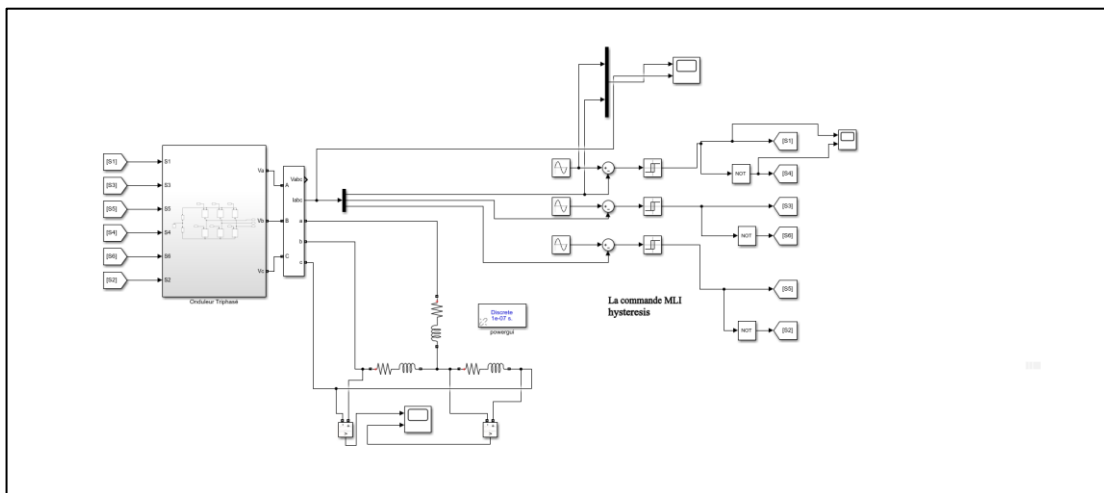 [S1]
[S3]
[S5]
[S4]
[S6]
[S2]
S1
S3
S5
S4
S6
S2
Va
Vb
Vc
Onduleur Triphasé
A
B
C
Vabc
Iabc
a
b
c
Discrete
1e-07 s.
powergui
La commande MLI
hysteresis
[S1]
NOT
[S4]
[S3]
NOT
[S6]
[S5]
NOT
[S2]